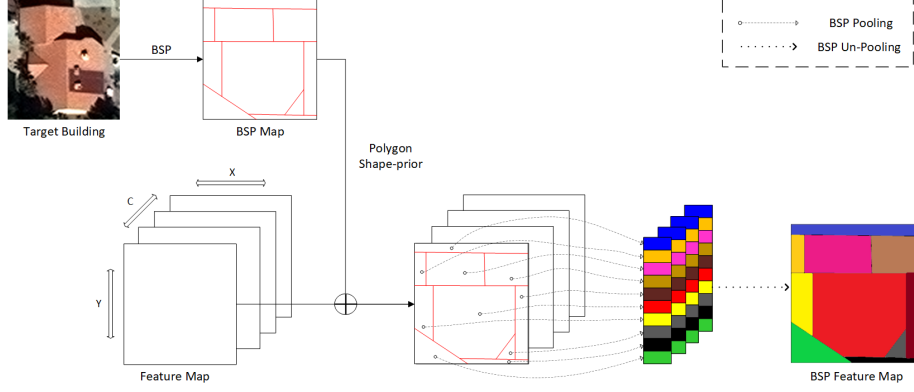 BSP Pooling
BSP
BSP Un-Pooling
Target Building
BSP Map
Polygon
Shape-prior
X
C
Y
Feature Map
BSP Feature Map